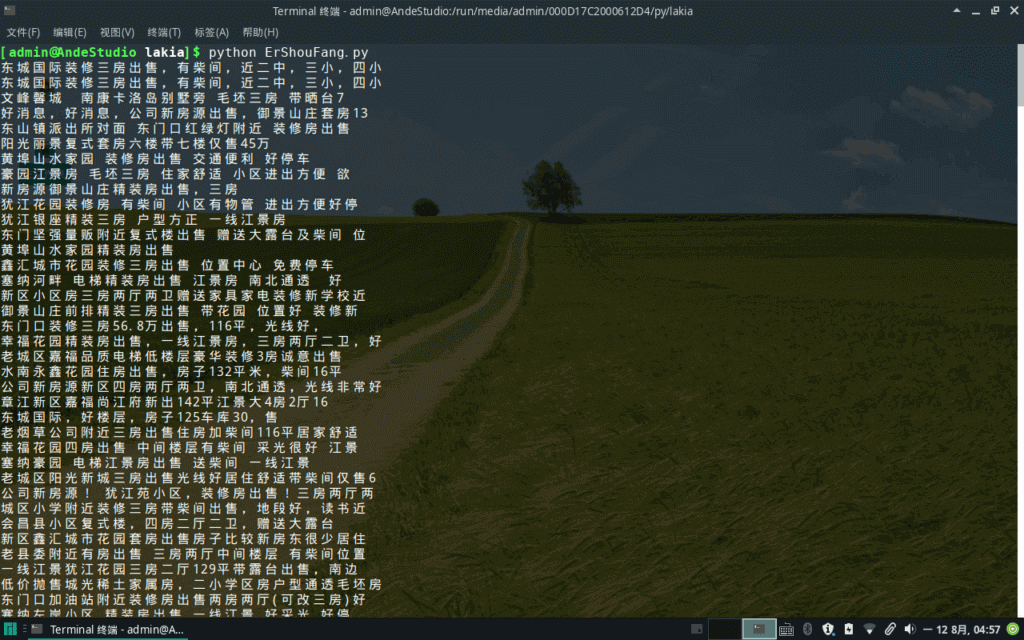 Terminal 终端 - admin@AndeStudio:/run/media/admin/000D17C2000612D4/py/lakia
文件(F) 编辑(E) 视图(V) 终端(T) 标签(A) 帮助(H)
[admin@AndeStudio lakia]$ python ErShouFang.py
东城国际装修三房出售，有柴间，近二中，三小，四小
东城国际装修三房出售，有柴间，近二中，三小，四小
文峰馨城 南康卡洛岛别墅旁 毛坯三房 带晒台7
好消息，好消息，公司新房源出售，御景山庄套房13
东山镇派出所对面 东门口红绿灯附近 装修房出售
阳光丽景复式套房六楼带七楼仅售45万
黄埠山水家园 装修房出售 交通便利 好停车
豪园江景房 毛坯三房 住家舒适 小区进出方便 欲
新房源御景山庄精装房出售，三房
犹江花园装修房 有柴间 小区有物管 进出方便好停
犹江银座精装三房 户型方正 一线江景房
东门坚强量贩附近复式楼出售 赠送大露台及柴间 位
黄埠山水家园精装房出售
鑫汇城市花园装修三房出售 位置中心 免费停车
塞纳河畔 电梯精装房出售 江景房 南北通透 好
新区小区房三房两厅两卫赠送家具家电装修新学校近
御景山庄前排精装三房出售 带花园 位置好 装修新
东门口装修三房56.8万出售，116平，光线好，
幸福花园精装房出售，一线江景房，三房两厅二卫，好
老城区嘉福品质电梯低楼层豪华装修3房诚意出售
水南永鑫花园住房出售，房子132平米，柴间16平
公司新房源新区四房两厅两卫，南北通透，光线非常好
章江新区嘉福尚江府新出142平江景大4房2厅16
东城国际，好楼层，房子125车库30，售
老烟草公司附近三房出售住房加柴间116平居家舒适
幸福花园四房出售 中间楼层有柴间 采光很好 江景
塞纳豪园 电梯江景房出售 送柴间 一线江景
老城区阳光新城三房出售光线好居住舒适带柴间仅售6
公司新房源！ 犹江苑小区，装修房出售！三房两厅两
城区小学附近装修三房带柴间出售，地段好，读书近
会昌县小区复式楼，四房二厅二卫，赠送大露台
新区鑫汇城市花园套房出售房子比较新房东很少居住
老县委附近有房出售 三房两厅中间楼层 有柴间位置
一线江景犹江花园三房二厅129平带露台出售，南边
低价抛售城光稀土家属房，二小学区房户型通透毛坯房
东门口加油站附近装修房出售两房两厅(可改三房)好
塞纳左岸小区 精装房出售 一线江景 好采光 好停
Terminal 终端 - admin@A...
一 12 8月, 04:57